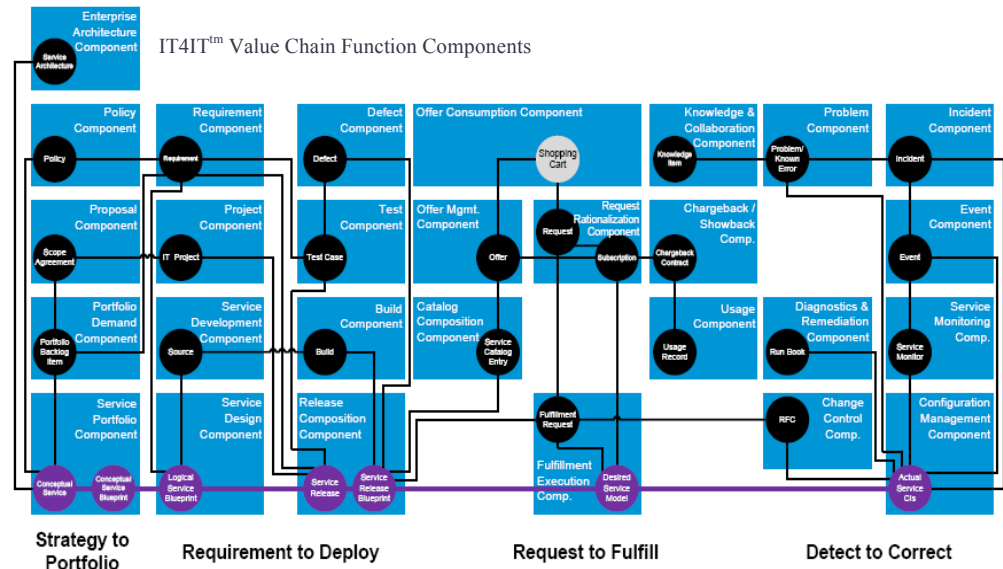 Enterprise
Architecture
Component
Service
Architecture
IT4IT™ Value Chain Function Components
Policy
Component
Policy
Requirement
Component
Requirement
Defect
Component
Defect
Offer Consumption Component
Shopping
Cart
Knowledge &
Collaboration
Component
Knowledge
Item
Problem
Component
Problem/
Known
Error
Incident
Component
Incident
Proposal
Component
Scope
Agreement
Project
Component
IT Project
Test
Component
Test Case
Offer Mgmt.
Component
Offer
Request
Rationalization
Component
Request
Subscription
Chargeback /
Showback
Comp.
Chargeback
Contract
Event
Component
Event
Portfolio
Demand
Component
Portfolio
Backlog
Item
Service
Development
Component
Source
Build
Component
Build
Catalog
Composition
Component
Service
Catalog
Entry
Usage
Component
Usage
Record
Diagnostics &
Remediation
Component
Run Book
Service
Monitoring
Comp.
Service
Monitor
Service
Portfolio
Component
Conceptual
Service
Conceptual
Service
Blueprint
Service
Design
Component
Logical
Service
Blueprint
Release
Composition
Component
Service
Release
Service
Release
Blueprint
Fulfillment
Request
Fulfillment
Execution
Comp.
Desired
Service
Model
Change
Control
Comp.
RFC
Configuration
Management
Component
Actual
Service
CIs
Strategy to
Portfolio
Requirement to Deploy
Request to Fulfill
Detect to Correct